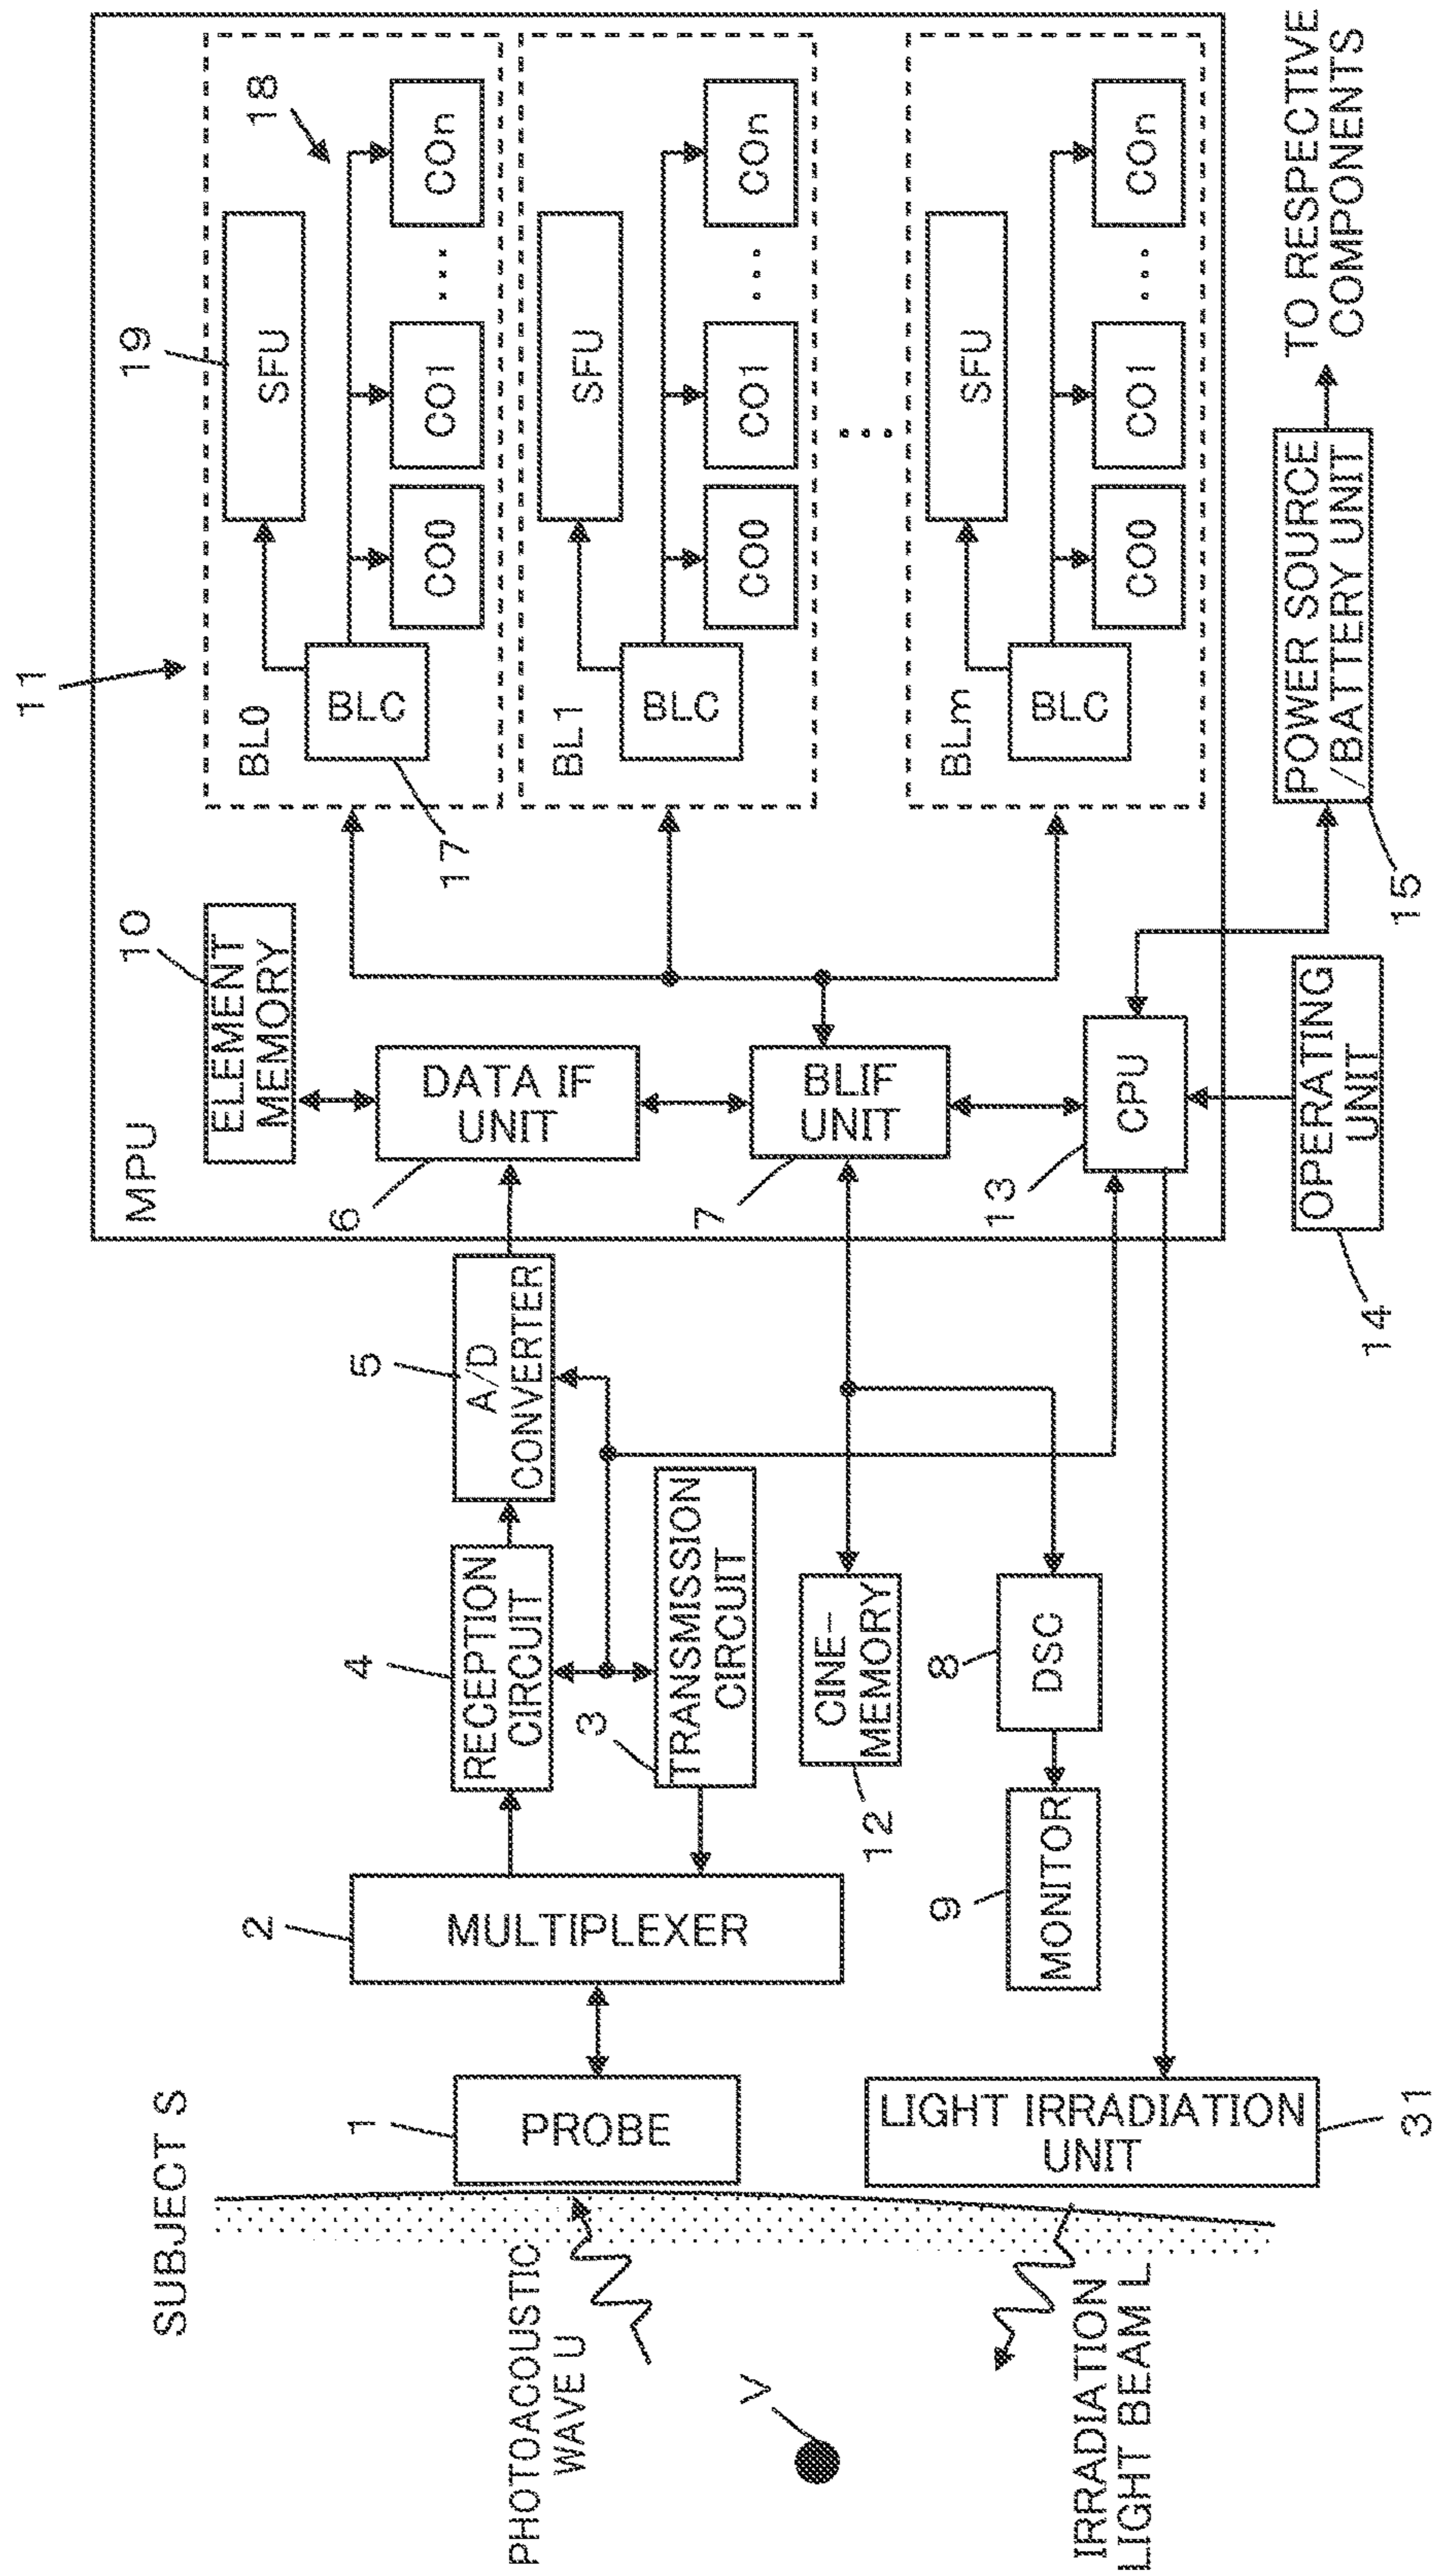 SUBJECT S
PHOTOACOUSTIC
WAVE U
V
IRRADIATION
LIGHT BEAM L
1
PROBE
LIGHT IRRADIATION
UNIT
31
2
MULTIPLEXER
4
RECEPTION
CIRCUIT
3
TRANSMISSION
CIRCUIT
5
A/D
CONVERTER
12
CINE-
MEMORY
8
DSC
9
MONITOR
MPU
10
ELEMENT
MEMORY
6
DATA IF
UNIT
7
BLIF
UNIT
13
CPU
14
OPERATING
UNIT
15
POWER SOURCE
/BATTERY UNIT
TO RESPECTIVE
COMPONENTS
11
BL0
17
BLC
19
SFU
18
CO0
CO1
...
COn
BL1
BLC
SFU
CO0
CO1
...
COn
...
BLm
BLC
SFU
CO0
CO1
...
COn